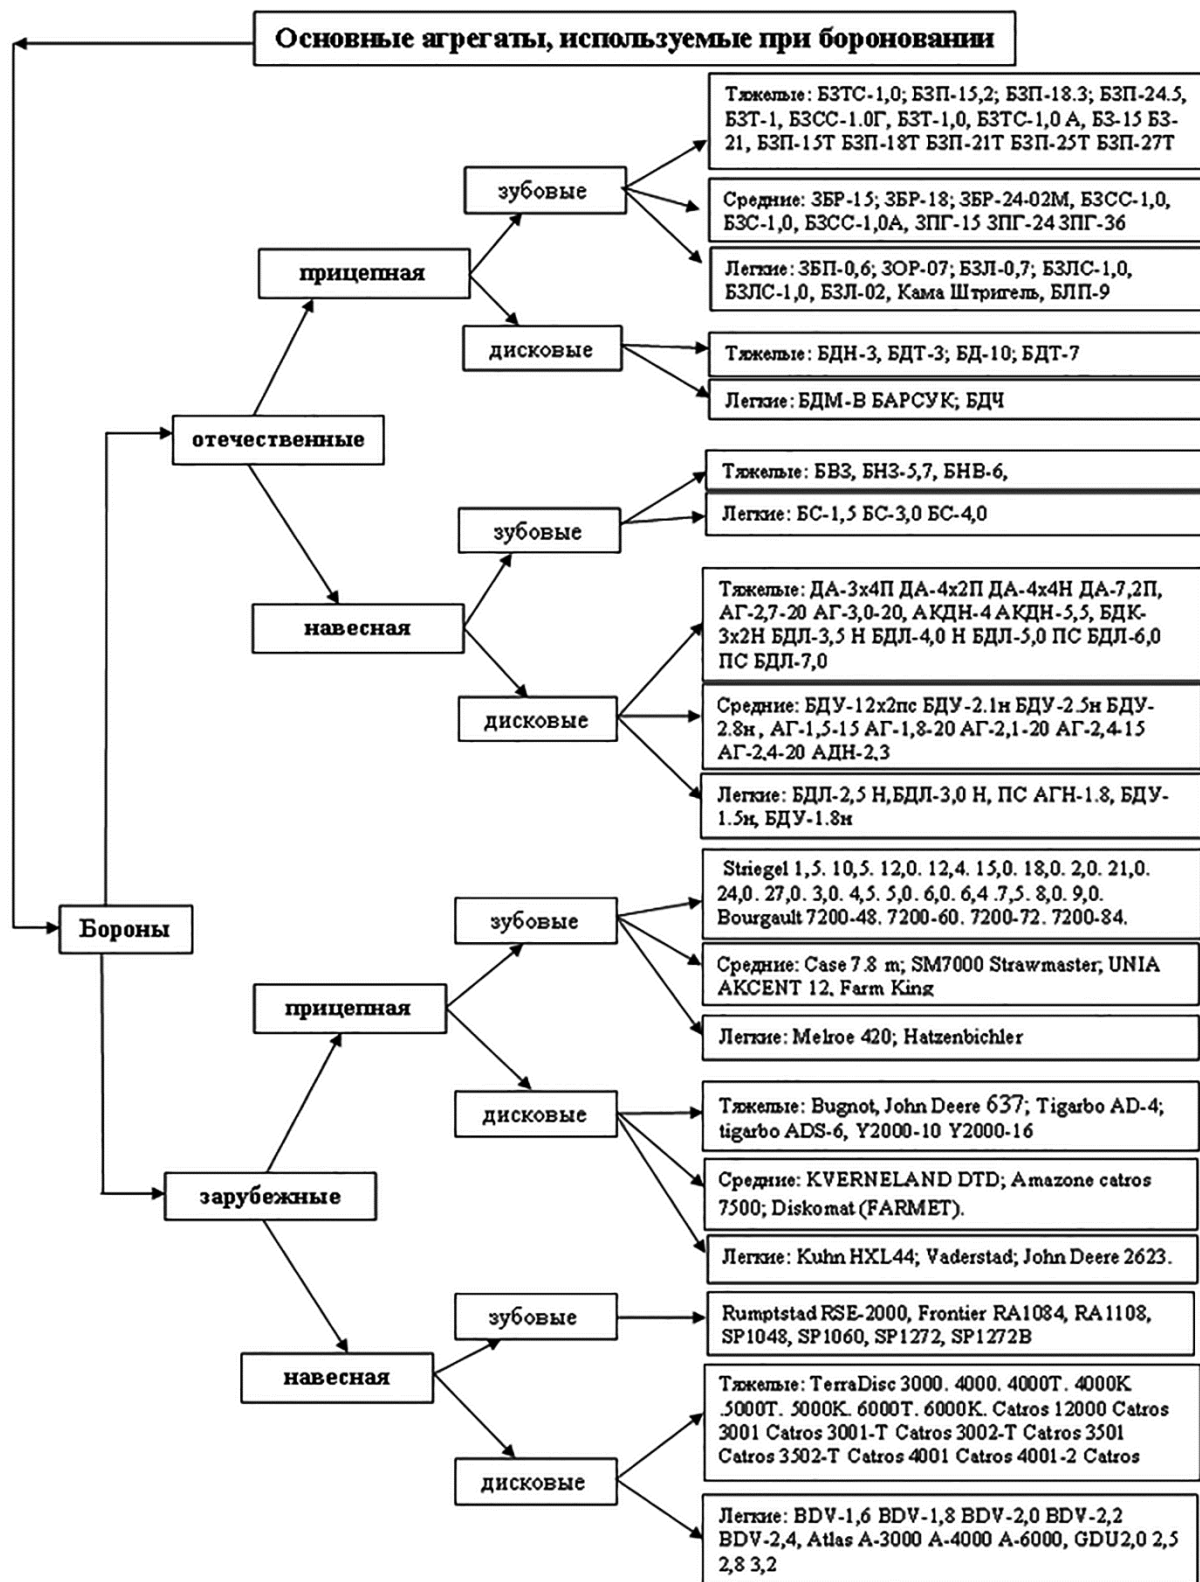 Основные агрегаты, используемые при бороновании
Тяжелые: БЗТС-1,0; БЗП-15,2; БЗП-18.3; БЗП-24.5,
БЗТ-1, БЗСС-1.0Г, БЗТ-1,0, БЗТС-1,0 А, БЗ-15 БЗ-
21, БЗП-15Т БЗП-18Т БЗП-21Т БЗП-25Т БЗП-27Т
зубовые
Средние: ЗБР-15; ЗБР-18; ЗБР-24-02М, БЗСС-1,0,
БЗС-1,0, БЗСС-1,0А, ЗПГ-15 ЗПГ-24 ЗПГ-36
прицепная
Легкие: ЗБП-0,6; ЗОР-07; БЗЛ-0,7; БЗЛС-1,0,
БЗЛС-1,0, БЗЛ-02, Кама Штригель, БЛП-9
дисковые
Тяжелые: БДН-3, БДТ-3; БД-10; БДТ-7
Легкие: БДМ-В БАРСУК; БДЧ
отечественные
Тяжелые: БВЗ, БНЗ-5,7, БНВ-6,
зубовые
Легкие: БС-1,5 БС-3,0 БС-4,0
навесная
Тяжелые: ДА-3х4П ДА-4х2П ДА-4х4Н ДА-7,2П,
АГ-2,7-20 АГ-3,0-20, АКДН-4 АКДН-5,5, БДК-
3х2Н БДЛ-3,5 Н БДЛ-4,0 Н БДЛ-5,0 ПС БДЛ-6,0
ПС БДЛ-7,0
дисковые
Средние: БДУ-12х2пс БДУ-2.1н БДУ-2.5н БДУ-
2.8н , АГ-1,5-15 АГ-1,8-20 АГ-2,1-20 АГ-2,4-15
АГ-2,4-20 АДН-2,3
Легкие: БДЛ-2,5 Н,БДЛ-3,0 Н, ПС АГН-1.8, БДУ-
1.5н, БДУ-1.8н
Бороны
Striegel 1,5. 10,5. 12,0. 12,4. 15,0. 18,0. 2,0. 21,0.
24,0. 27,0. 3,0. 4,5. 5,0. 6,0. 6,4 .7,5. 8,0. 9,0.
Bourgault 7200-48. 7200-60. 7200-72. 7200-84.
зубовые
Средние: Case 7.8 m; SM7000 Strawmaster; UNIA
AKCENT 12, Farm King
прицепная
Легкие: Melroe 420; Hatzenbichler
дисковые
Тяжелые: Bugnot, John Deere 637; Tigarbo AD-4;
tigarbo ADS-6, Y2000-10 Y2000-16
зарубежные
Средние: KVERNELAND DTD; Amazone catros
7500; Diskomat (FARMET).
Легкие: Kuhn HXL44; Vaderstad; John Deere 2623.
зубовые
Rumptstad RSE-2000, Frontier RA1084, RA1108,
SP1048, SP1060, SP1272, SP1272B
навесная
Тяжелые: TerraDisc 3000. 4000. 4000T. 4000K
.5000T. 5000K. 6000T. 6000K. Catros 12000 Catros
3001 Catros 3001-T Catros 3002-T Catros 3501
Catros 3502-T Catros 4001 Catros 4001-2 Catros
дисковые
Легкие: BDV-1,6 BDV-1,8 BDV-2,0 BDV-2,2
BDV-2,4, Atlas A-3000 A-4000 A-6000, GDU2,0 2,5
2,8 3,2